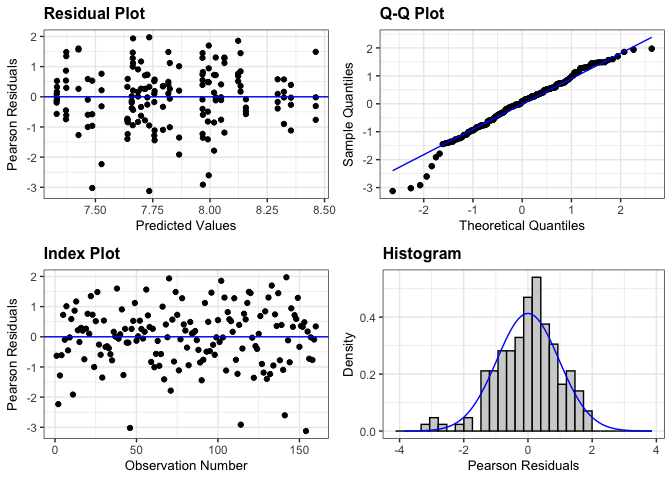 Residual Plot
2
1
0
-1
-2
-3
Pearson Residuals
7.50 7.75 8.00 8.25 8.50
Predicted Values
Q-Q Plot
2
1
0
-1
-2
-3
Sample Quantiles
-2 -1 0 1 2
Theoretical Quantiles
Index Plot
2
1
0
-1
-2
-3
Pearson Residuals
0 50 100 150
Observation Number
Histogram
0.4
0.2
0.0
Density
-4 -2 0 2 4
Pearson Residuals